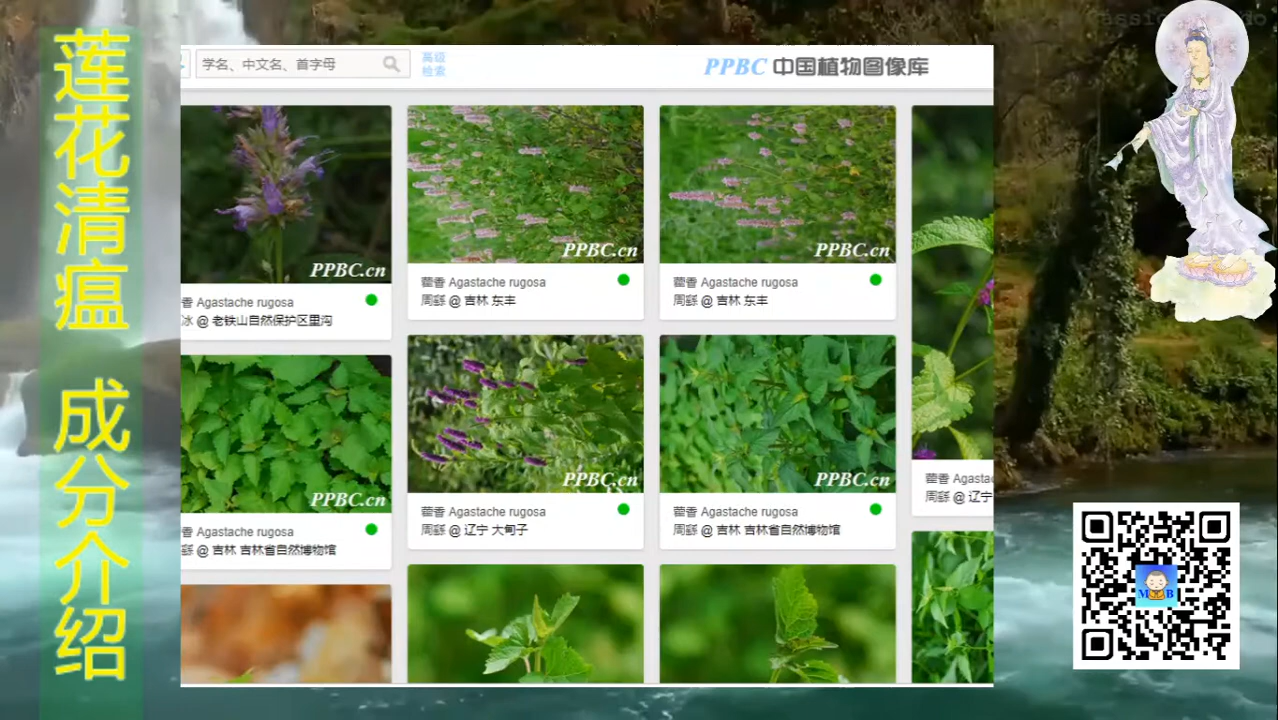 莲花清瘟 成分介绍
学名、中文名、首字母
高级
检索
PPBC 中国植物图像库
PPBC.cn
香 Agastache rugosa
冰 @ 老铁山自然保护区里沟
PPBC.cn
藿香 Agastache rugosa
周繇 @ 吉林 东丰
PPBC.cn
藿香 Agastache rugosa
周繇 @ 吉林 东丰
藿香 Agastac
周繇 @ 辽宁
PPBC.cn
香 Agastache rugosa
繇 @ 吉林 吉林省自然博物馆
PPBC.cn
藿香 Agastache rugosa
周繇 @ 辽宁 大甸子
PPBC.cn
藿香 Agastache rugosa
周繇 @ 吉林 吉林省自然博物馆
M B